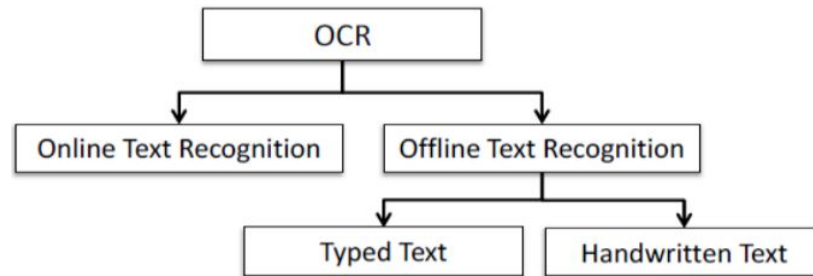 OCR
Online Text Recognition
Offline Text Recognition
Typed Text
Handwritten Text